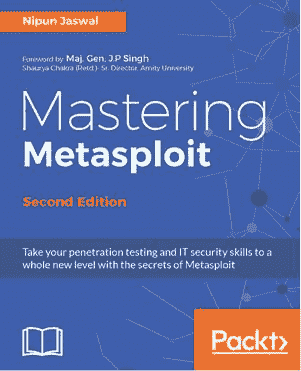 Nipun Jaswal
Foreword by Maj. Gen. J.P Singh
Shaurya Chakra (Retd.)- Sr. Director, Amity University
Mastering
Metasploit
Second Edition
Take your penetration testing and IT security skills to a
whole new level with the secrets of Metasploit
Packt>